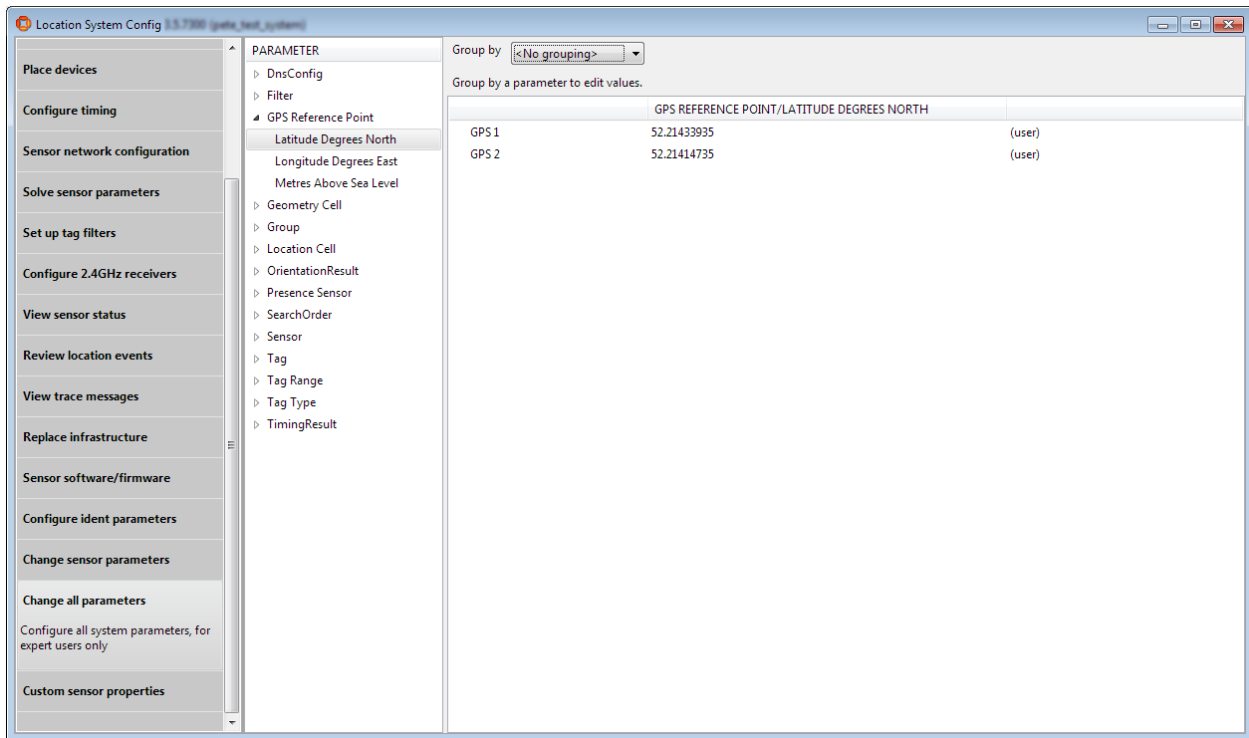 Location System Config
Place devices
Configure timing
Sensor network configuration
Solve sensor parameters
Set up tag filters
Configure 2.4GHz receivers
View sensor status
Review location events
View trace messages
Replace infrastructure
Sensor software/firmware
Configure ident parameters
Change sensor parameters
Change all parameters
Configure all system parameters, for
expert users only
Custom sensor properties
PARAMETER
DnsConfig
Filter
GPS Reference Point
Latitude Degrees North
Longitude Degrees East
Metres Above Sea Level
Geometry Cell
Group
Location Cell
OrientationResult
Presence Sensor
SearchOrder
Sensor
Tag
Tag Range
Tag Type
TimingResult
Group by <No grouping>
Group by a parameter to edit values.
GPS REFERENCE POINT/LATITUDE DEGREES NORTH
GPS 1 52.21433935 (user)
GPS 2 52.21414735 (user)